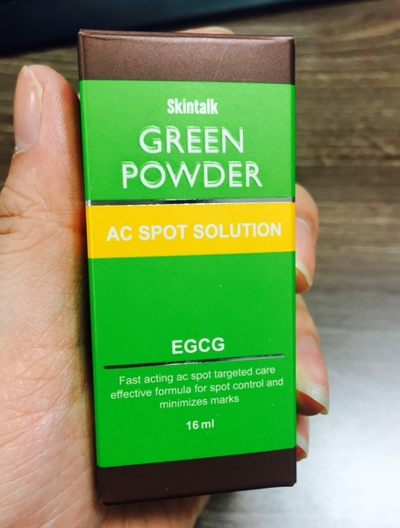 Skintalk
GREEN
POWDER
AC SPOT SOLUTION
EGCG
Fast acting ac spot targeted care
effective formula for spot control and
minimizes marks
16 ml